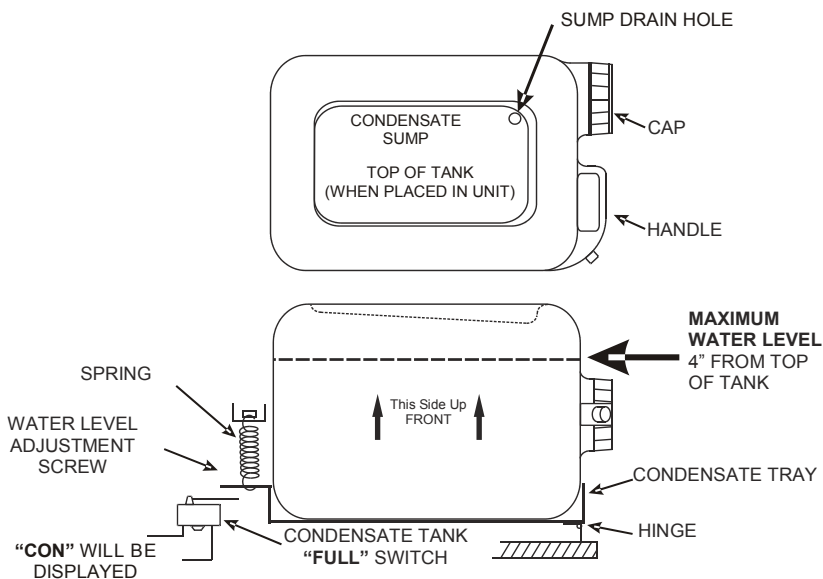 SUMP DRAIN HOLE
CONDENSATE
SUMP
TOP OF TANK
(WHEN PLACED IN UNIT)
CAP
HANDLE
MAXIMUM
WATER LEVEL
4” FROM TOP
OF TANK
SPRING
This Side Up
FRONT
WATER LEVEL
ADJUSTMENT
SCREW
CONDENSATE TRAY
HINGE
CONDENSATE TANK
“FULL” SWITCH
“CON” WILL BE
DISPLAYED